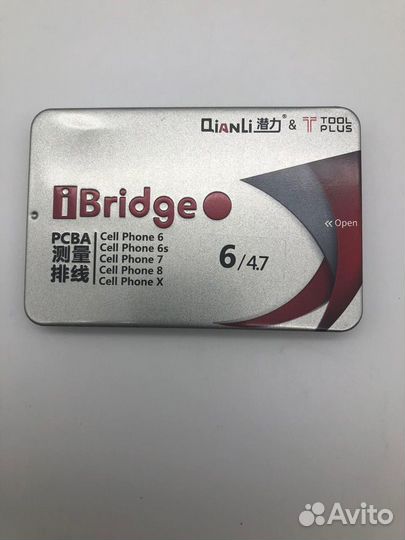 QIANLI 潜力® & TOOL PLUS
iBridge
PCBA
测量
排线
Cell Phone 6
Cell Phone 6s
Cell Phone 7
Cell Phone 8
Cell Phone X
6/4.7
« Open
Avito